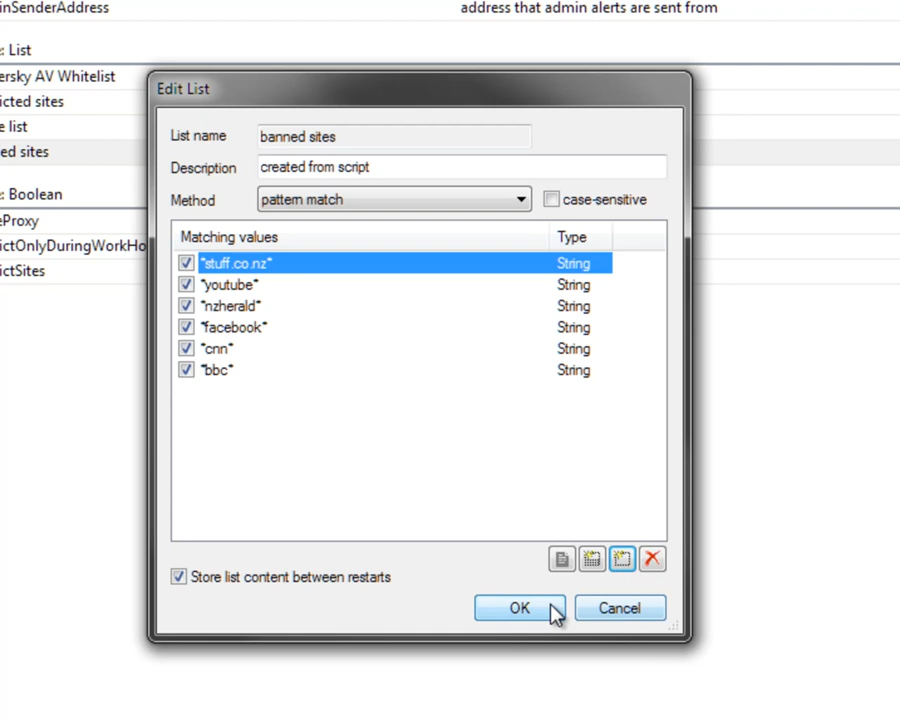 inSenderAddress address that admin alerts are sent from
: List
ersky AV Whitelist
icted sites
e list
ed sites
: Boolean
eProxy
ictOnlyDuringWorkHo
ictSites
Edit List
List name banned sites
Description created from script
Method pattern match case-sensitive
Matching values Type
*stuff.co.nz* String
*youtube* String
*nzherald* String
*facebook* String
*cnn* String
*bbc* String
Store list content between restarts
OK Cancel